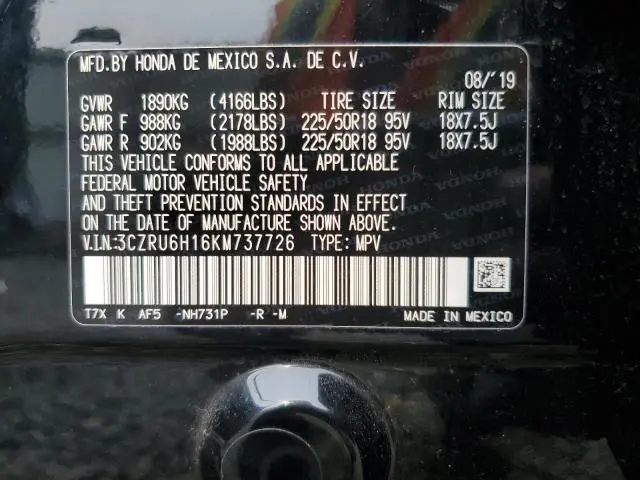 MFD.BY HONDA DE MEXICO S.A. DE C.V.
08/'19
GVWR 1890KG (4166LBS) TIRE SIZE RIM SIZE
GAWR F 988KG (2178LBS) 225/50R18 95V 18X7.5J
GAWR R 902KG (1988LBS) 225/50R18 95V 18X7.5J
THIS VEHICLE CONFORMS TO ALL APPLICABLE
FEDERAL MOTOR VEHICLE SAFETY
AND THEFT PREVENTION STANDARDS IN EFFECT
ON THE DATE OF MANUFACTURE SHOWN ABOVE.
V.I.N:3CZRU6H16KM737726 TYPE: MPV
T7X K AF5 -NH731P -R -M MADE IN MEXICO